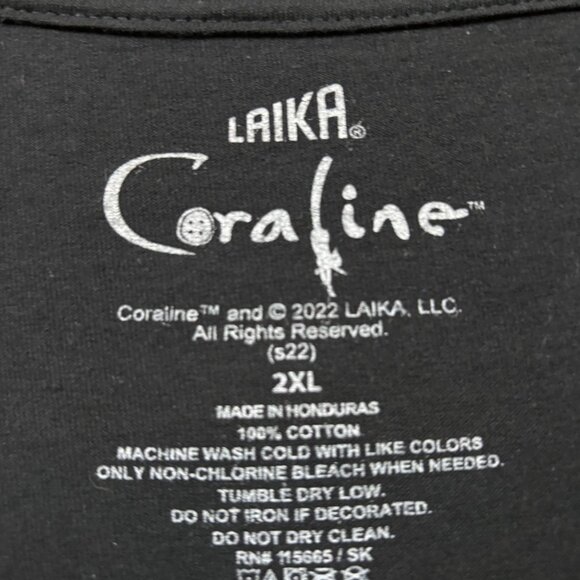 LAIKA®
Coraline™
Coraline™ and © 2022 LAIKA, LLC.
All Rights Reserved.
(s22)
2XL
MADE IN HONDURAS
100% COTTON
MACHINE WASH COLD WITH LIKE COLORS
ONLY NON-CHLORINE BLEACH WHEN NEEDED.
TUMBLE DRY LOW.
DO NOT IRON IF DECORATED.
DO NOT DRY CLEAN.
RN# 115665 / SK